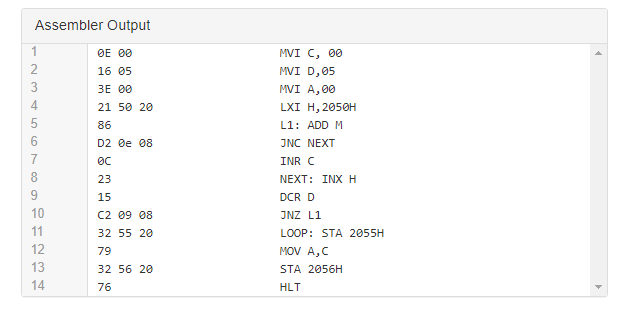 Assembler Output
1 0E 00 MVI C, 00
2 16 05 MVI D,05
3 3E 00 MVI A,00
4 21 50 20 LXI H,2050H
5 86 L1: ADD M
6 D2 0e 08 JNC NEXT
7 0C INR C
8 23 NEXT: INX H
9 15 DCR D
10 C2 09 08 JNZ L1
11 32 55 20 LOOP: STA 2055H
12 79 MOV A,C
13 32 56 20 STA 2056H
14 76 HLT